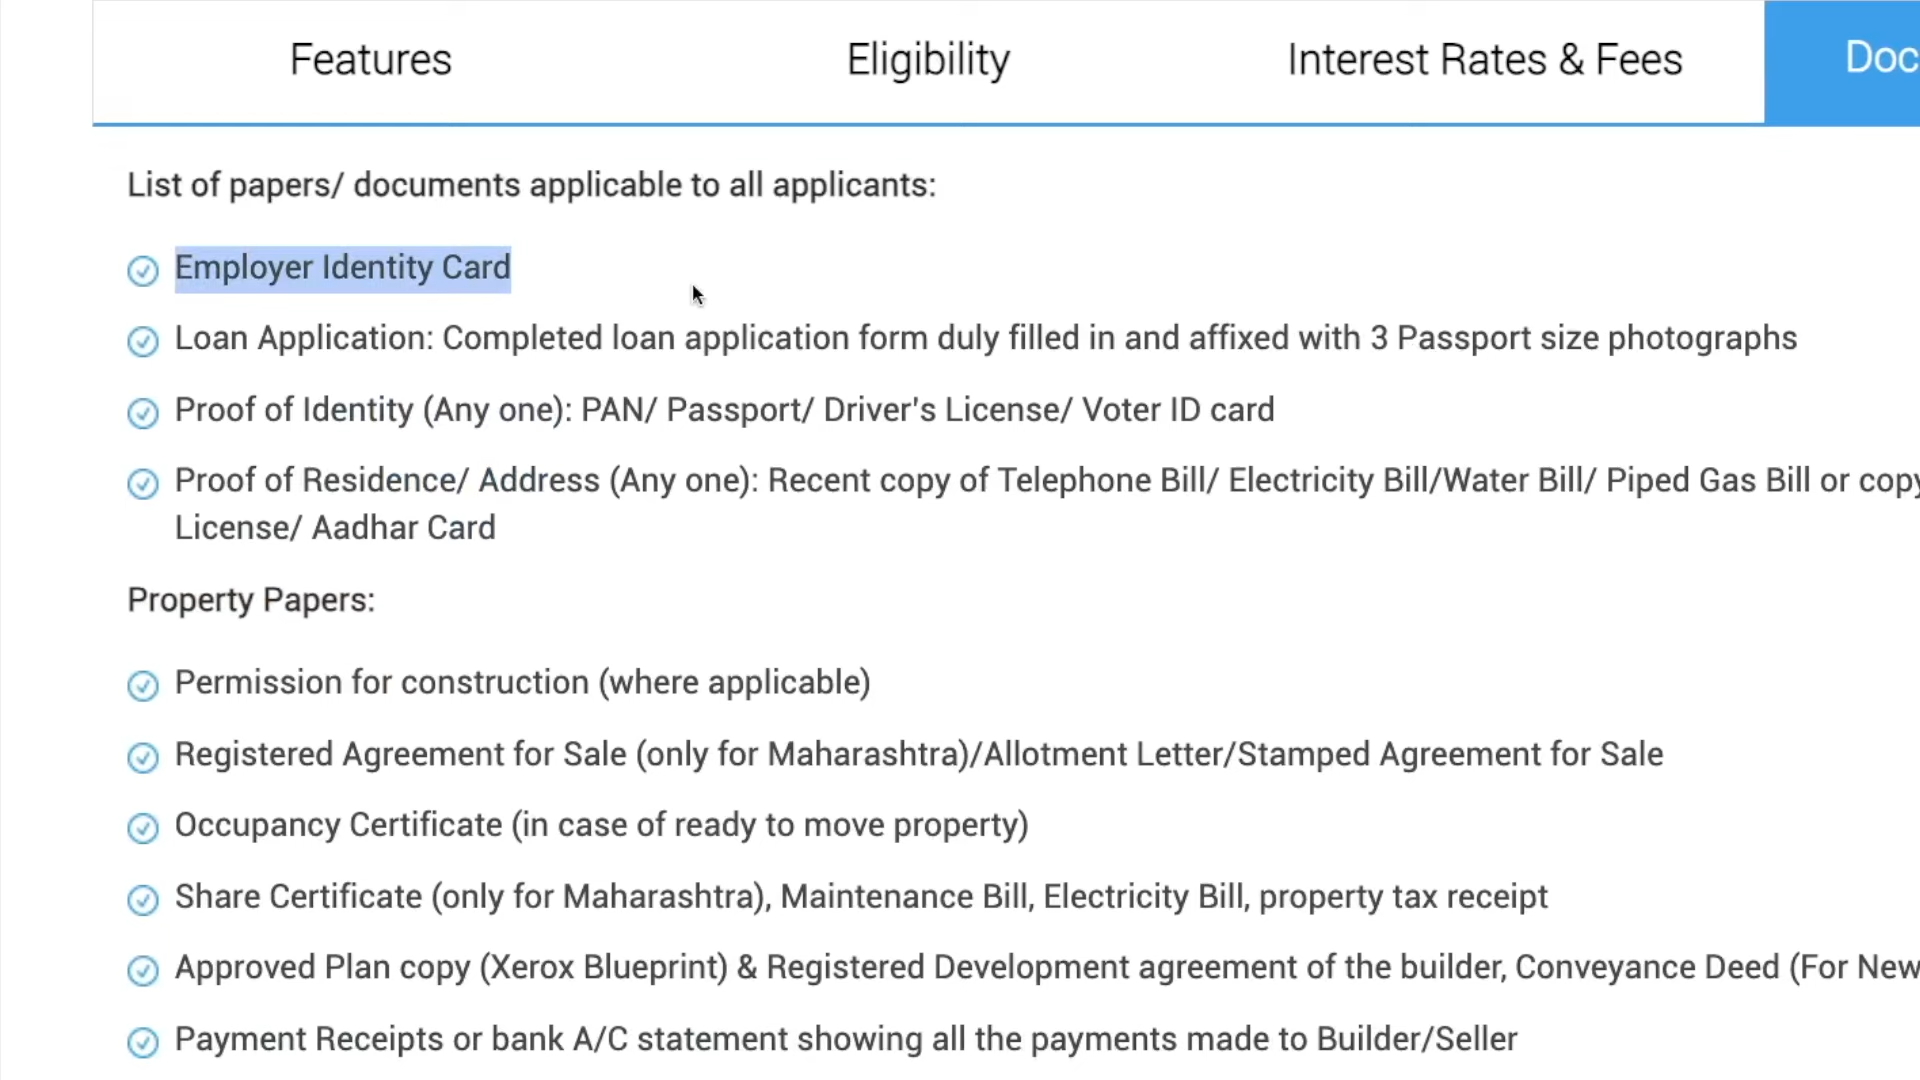 Features Eligibility Interest Rates & Fees Doc
List of papers/ documents applicable to all applicants:
Employer Identity Card
Loan Application: Completed loan application form duly filled in and affixed with 3 Passport size photographs
Proof of Identity (Any one): PAN/ Passport/ Driver's License/ Voter ID card
Proof of Residence/ Address (Any one): Recent copy of Telephone Bill/ Electricity Bill/Water Bill/ Piped Gas Bill or copy
License/ Aadhar Card
Property Papers:
Permission for construction (where applicable)
Registered Agreement for Sale (only for Maharashtra)/Allotment Letter/Stamped Agreement for Sale
Occupancy Certificate (in case of ready to move property)
Share Certificate (only for Maharashtra), Maintenance Bill, Electricity Bill, property tax receipt
Approved Plan copy (Xerox Blueprint) & Registered Development agreement of the builder, Conveyance Deed (For New
Payment Receipts or bank A/C statement showing all the payments made to Builder/Seller